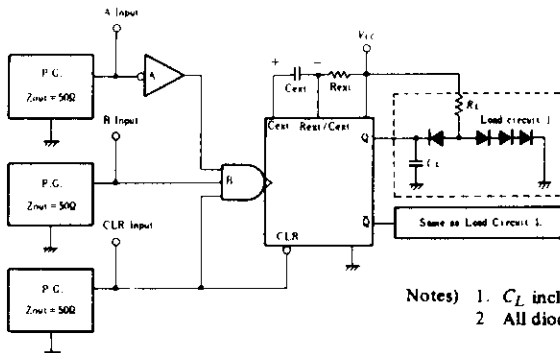 A Input
P.G.
Zout = 50Ω
A
B Input
P.G.
Zout = 50Ω
B
CLR Input
P.G.
Zout = 50Ω
VCC
+
−
Cext
Rext
Cext
Rext/Cext
Q
Q̄
CLR
RL
Load circuit 1
CL
Same as Load Circuit 1.
Notes) 1. CL incl
2 All diod